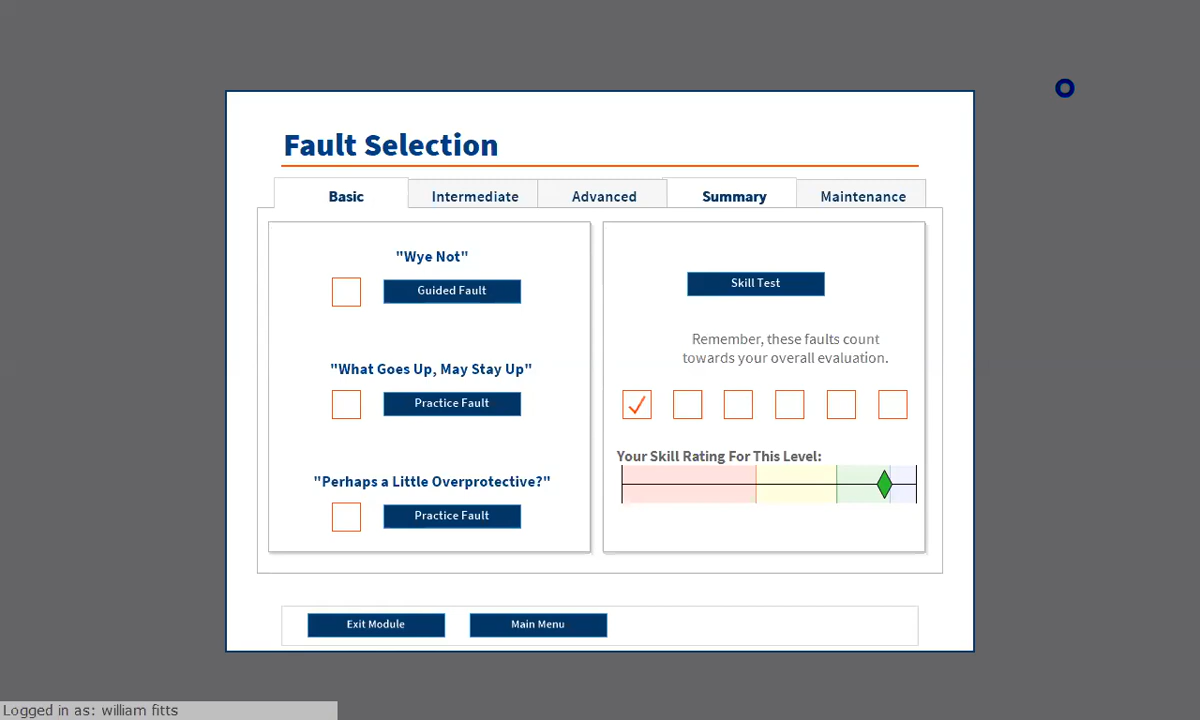 Fault Selection
Basic
Intermediate
Advanced
Summary
Maintenance
"Wye Not"
Guided Fault
"What Goes Up, May Stay Up"
Practice Fault
"Perhaps a Little Overprotective?"
Practice Fault
Skill Test
Remember, these faults count
towards your overall evaluation.
Your Skill Rating For This Level:
Exit Module
Main Menu
Logged in as: william fitts